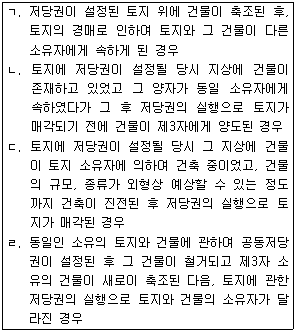 ㄱ. 저당권이 설정된 토지 위에 건물이 축조된 후,
토지의 경매로 인하여 토지와 그 건물이 다른
소유자에게 속하게 된 경우
ㄴ. 토지에 저당권이 설정될 당시 지상에 건물이
존재하고 있었고 그 양자가 동일 소유자에게
속하였다가 그 후 저당권의 실행으로 토지가
매각되기 전에 건물이 제3자에게 양도된 경우
ㄷ. 토지에 저당권이 설정될 당시 그 지상에 건물
이 토지 소유자에 의하여 건축 중이었고, 건물
의 규모, 종류가 외형상 예상할 수 있는 정도
까지 건축이 진전된 후 저당권의 실행으로 토
지가 매각된 경우
ㄹ. 동일인 소유의 토지와 건물에 관하여 공동저당
권이 설정된 후 그 건물이 철거되고 제3자 소
유의 건물이 새로이 축조된 다음, 토지에 관한
저당권의 실행으로 토지와 건물의 소유자가 달
라진 경우